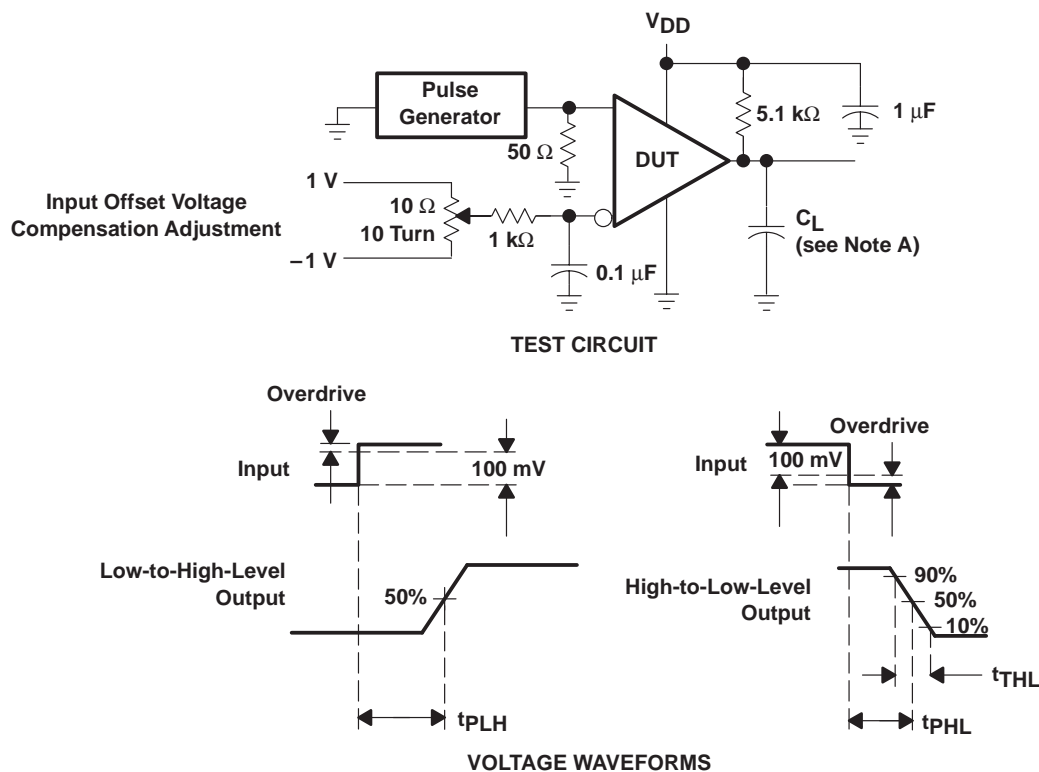 VDD
Pulse
Generator
5.1 kΩ
1 μF
50 Ω
DUT
1 V
Input Offset Voltage
Compensation Adjustment
10 Ω
10 Turn
1 kΩ
CL
(see Note A)
–1 V
0.1 μF
TEST CIRCUIT
Overdrive
Input
100 mV
Low-to-High-Level
Output
50%
tPLH
Overdrive
Input
100 mV
High-to-Low-Level
Output
90%
50%
10%
tTHL
tPHL
VOLTAGE WAVEFORMS